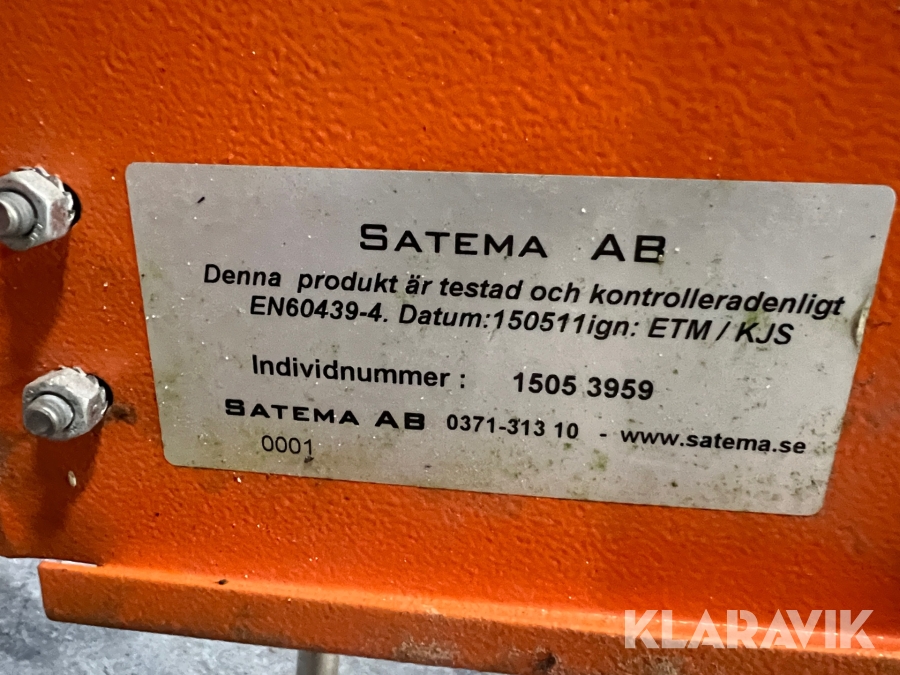 SATEMA AB
Denna produkt är testad och kontrolleradenligt
EN60439-4. Datum:150511ign: ETM / KJS
Individnummer : 1505 3959
SATEMA AB 0371-313 10 - www.satema.se
0001
KLARAVIK